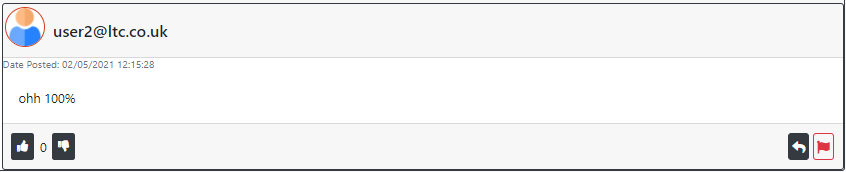 user2@ltc.co.uk
Date Posted: 02/05/2021 12:15:28
ohh 100%
0